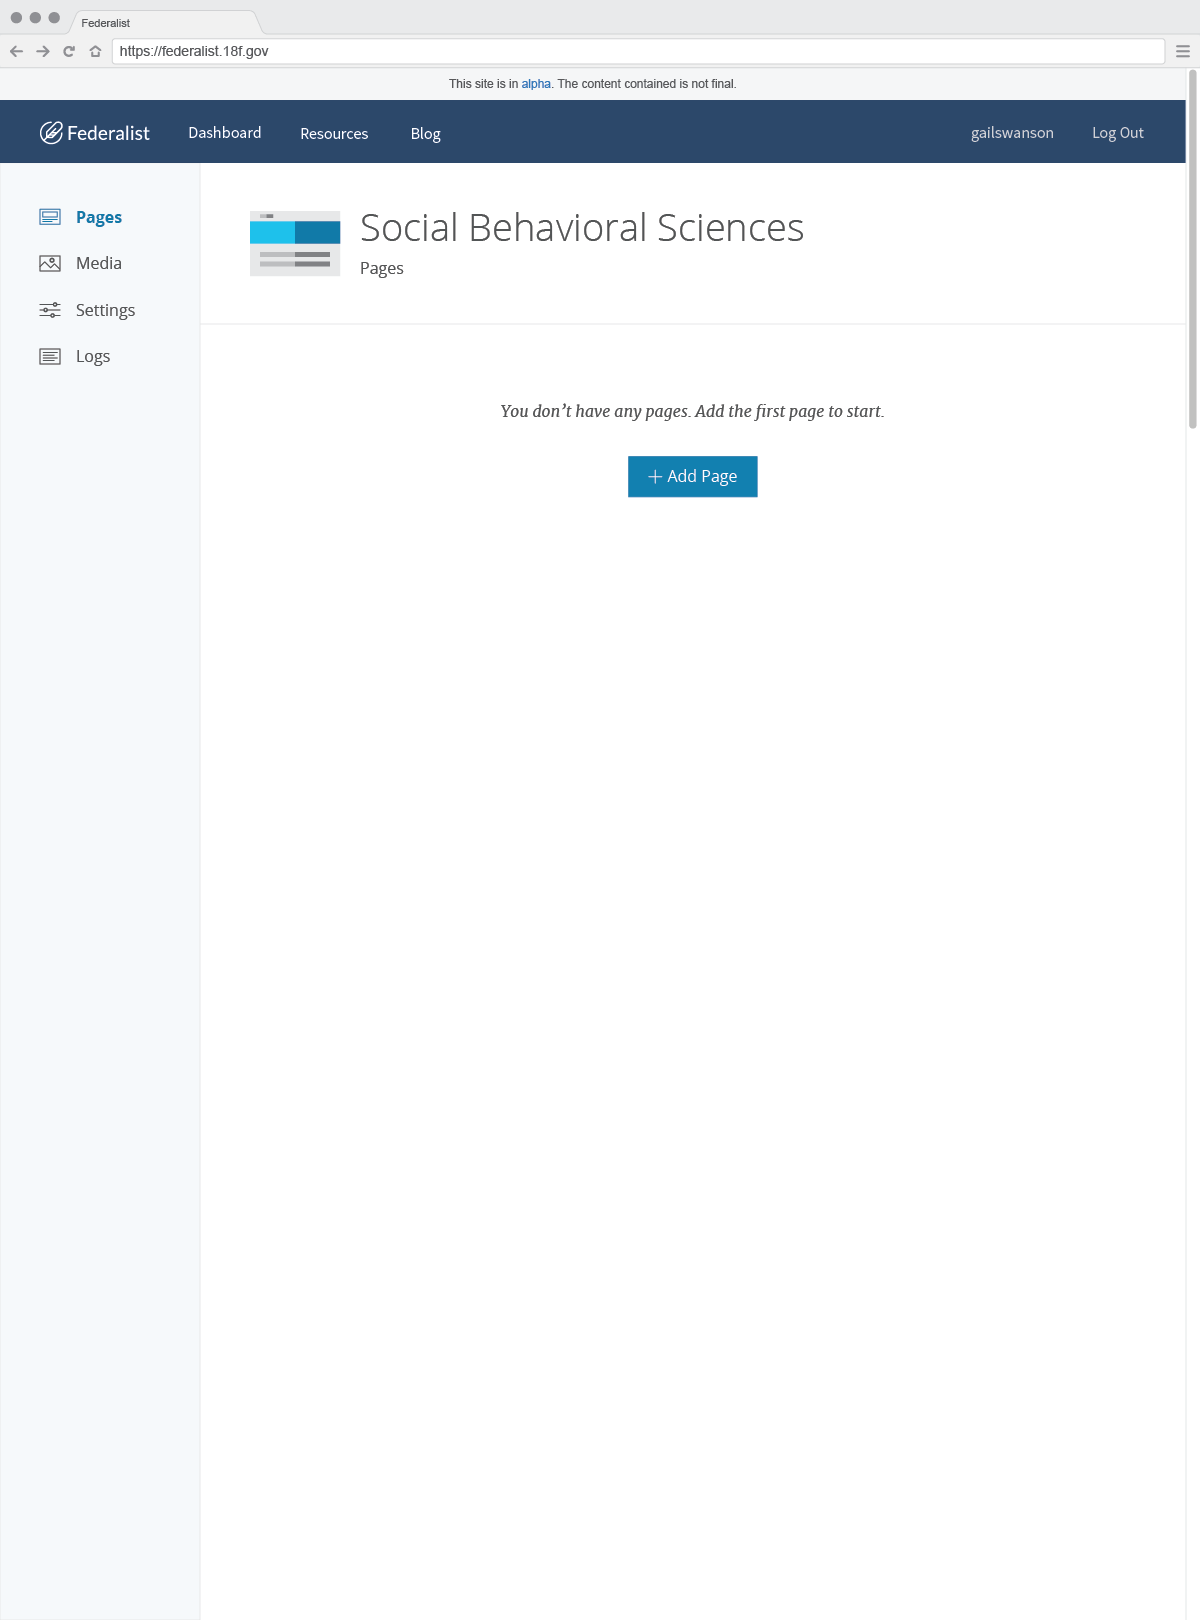 Federalist
https://federalist.18f.gov
This site is in alpha. The content contained is not final.
Federalist Dashboard Resources Blog gailswanson Log Out
Pages
Media
Settings
Logs
Social Behavioral Sciences
Pages
You don’t have any pages. Add the first page to start.
+ Add Page